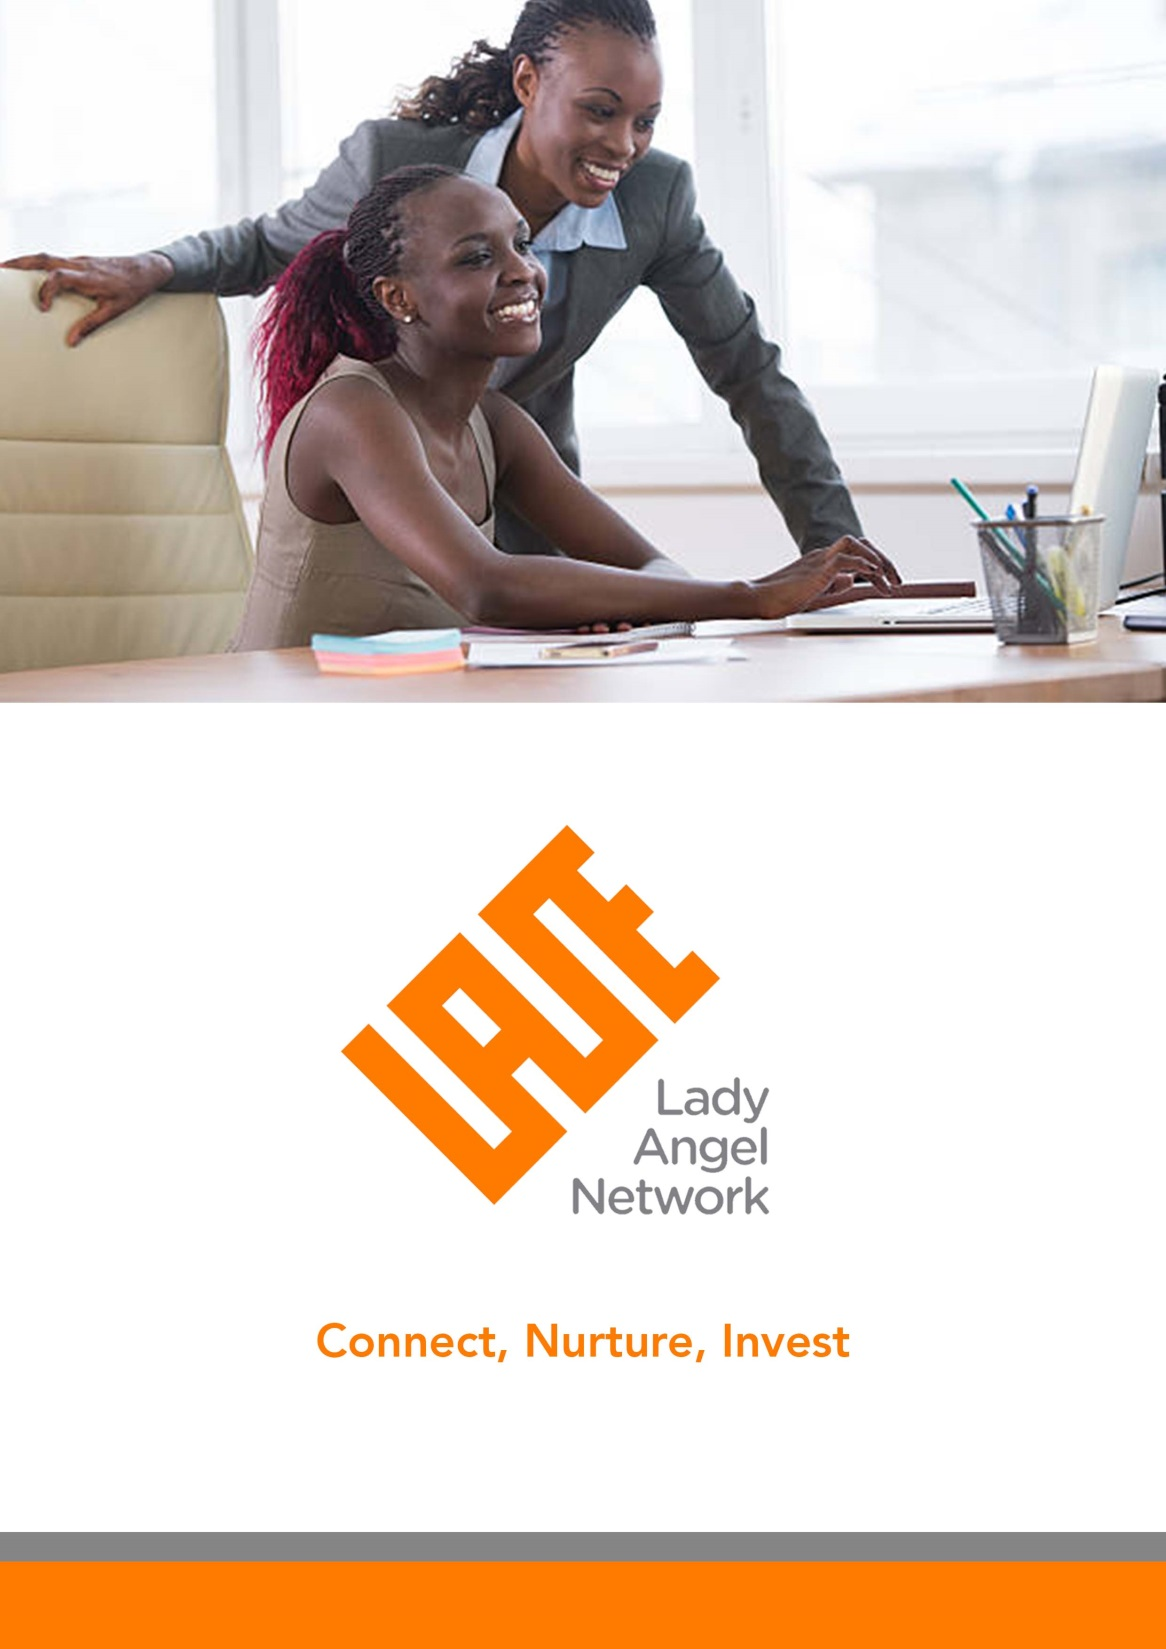 Lady
Angel
Network
Connect, Nurture, Invest